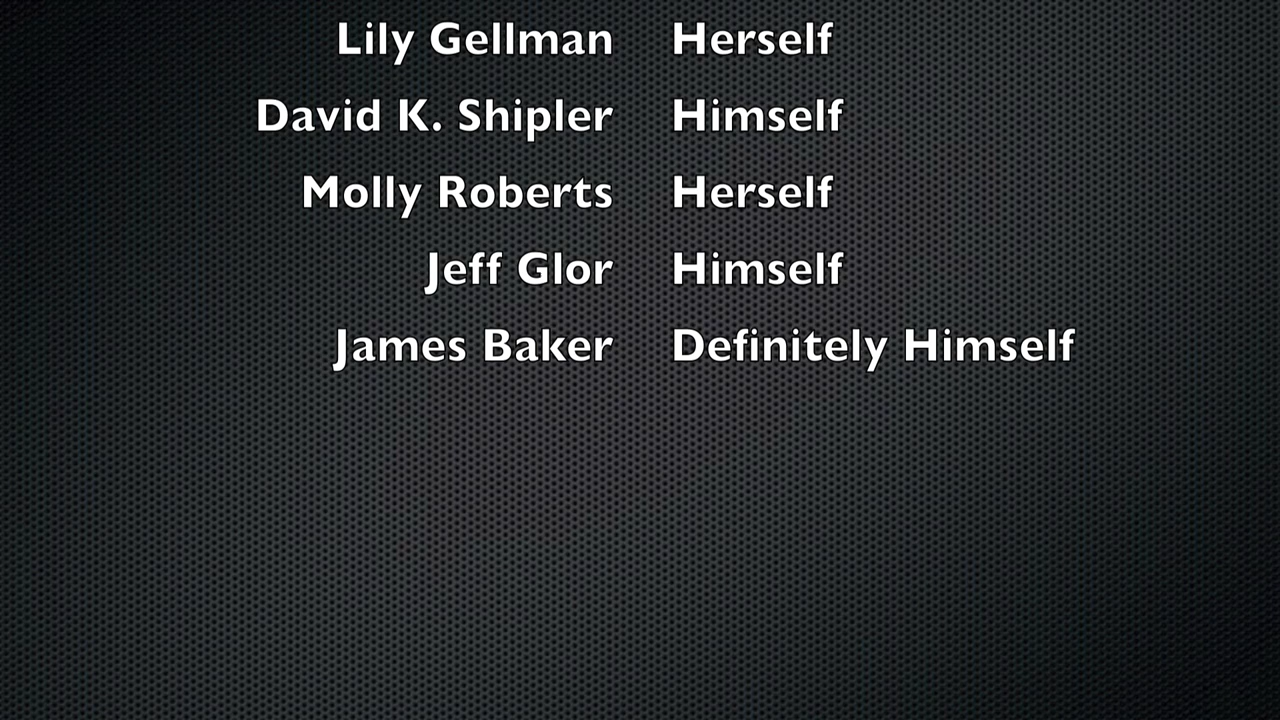 Lily Gellman Herself
David K. Shipler Himself
Molly Roberts Herself
Jeff Glor Himself
James Baker Definitely Himself